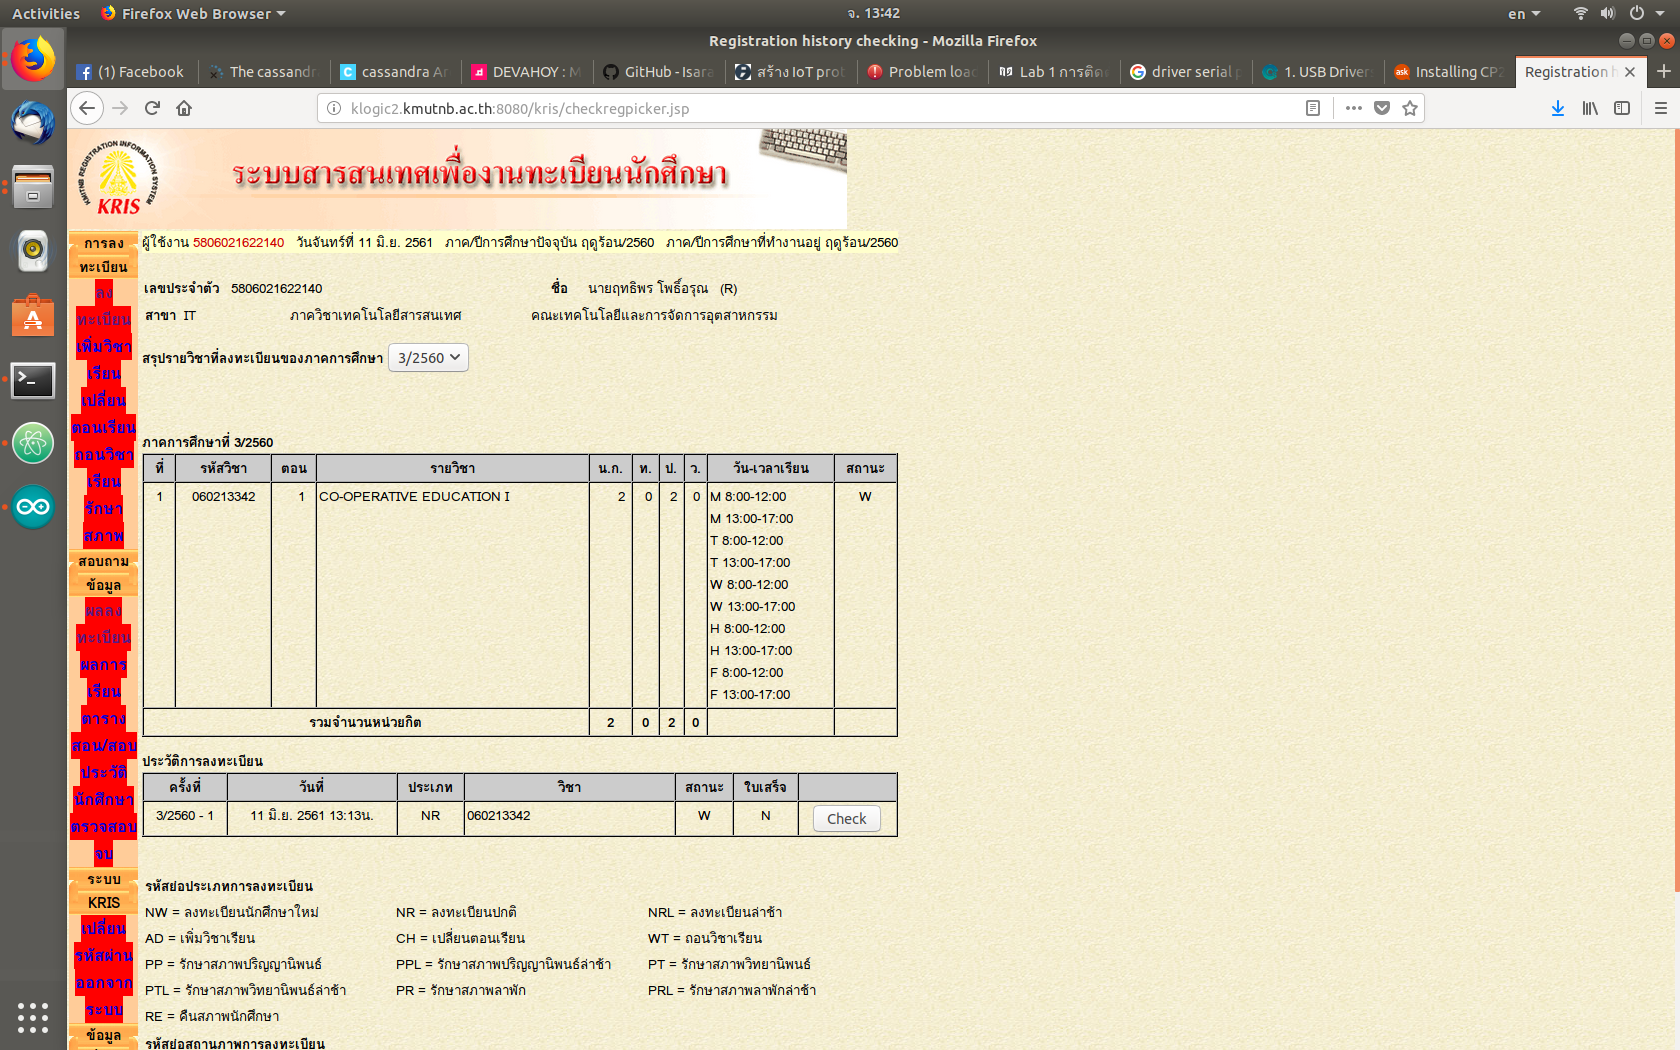 Activities Firefox Web Browser จ. 13:42 en
Registration history checking - Mozilla Firefox
(1) Facebook The cassandra cassandra Ar DEVAHOY : M GitHub - Isara สร้าง IoT prot Problem load Lab 1 การติดต driver serial p 1. USB Driver Installing CP2 Registration h
klogic2.kmutnb.ac.th:8080/kris/checkregpicker.jsp
KMITNB REGISTRATION INFORMATION SYSTEM
KRIS
ระบบสารสนเทศเพื่องานทะเบียนนักศึกษา
การลง
ทะเบียน
ลง
ทะเบียน
เพิ่มวิชา
เรียน
เปลี่ยน
ตอนเรียน
ถอนวิชา
เรียน
รักษา
สภาพ
สอบถาม
ข้อมูล
ผลลง
ทะเบียน
ผลการ
เรียน
ตาราง
สอน/สอบ
ประวัติ
นักศึกษา
ตรวจสอบ
จบ
ระบบ
KRIS
เปลี่ยน
รหัสผ่าน
ออกจาก
ระบบ
ข้อมูล
ผู้ใช้งาน 5806021622140 วันจันทร์ที่ 11 มิ.ย. 2561 ภาค/ปีการศึกษาปัจจุบัน ฤดูร้อน/2560 ภาค/ปีการศึกษาที่ทำงานอยู่ ฤดูร้อน/2560
เลขประจำตัว 5806021622140 ชื่อ นายฤทธิพร โพธิ์อรุณ (R)
สาขา IT ภาควิชาเทคโนโลยีสารสนเทศ คณะเทคโนโลยีและการจัดการอุตสาหกรรม
สรุปรายวิชาที่ลงทะเบียนของภาคการศึกษา 3/2560
ภาคการศึกษาที่ 3/2560
ที่ รหัสวิชา ตอน รายวิชา น.ก. ท. ป. ว. วัน-เวลาเรียน สถานะ
1 060213342 1 CO-OPERATIVE EDUCATION I 2 0 2 0 M 8:00-12:00 W
M 13:00-17:00
T 8:00-12:00
T 13:00-17:00
W 8:00-12:00
W 13:00-17:00
H 8:00-12:00
H 13:00-17:00
F 8:00-12:00
F 13:00-17:00
รวมจำนวนหน่วยกิต 2 0 2 0
ประวัติการลงทะเบียน
ครั้งที่ วันที่ ประเภท วิชา สถานะ ใบเสร็จ
3/2560 - 1 11 มิ.ย. 2561 13:13น. NR 060213342 W N Check
รหัสย่อประเภทการลงทะเบียน
NW = ลงทะเบียนนักศึกษาใหม่ NR = ลงทะเบียนปกติ NRL = ลงทะเบียนล่าช้า
AD = เพิ่มวิชาเรียน CH = เปลี่ยนตอนเรียน WT = ถอนวิชาเรียน
PP = รักษาสภาพปริญญานิพนธ์ PPL = รักษาสภาพปริญญานิพนธ์ล่าช้า PT = รักษาสภาพวิทยานิพนธ์
PTL = รักษาสภาพวิทยานิพนธ์ล่าช้า PR = รักษาสภาพลาพัก PRL = รักษาสภาพลาพักล่าช้า
RE = คืนสภาพนักศึกษา
รหัสย่อสถานภาพการลงทะเบียน